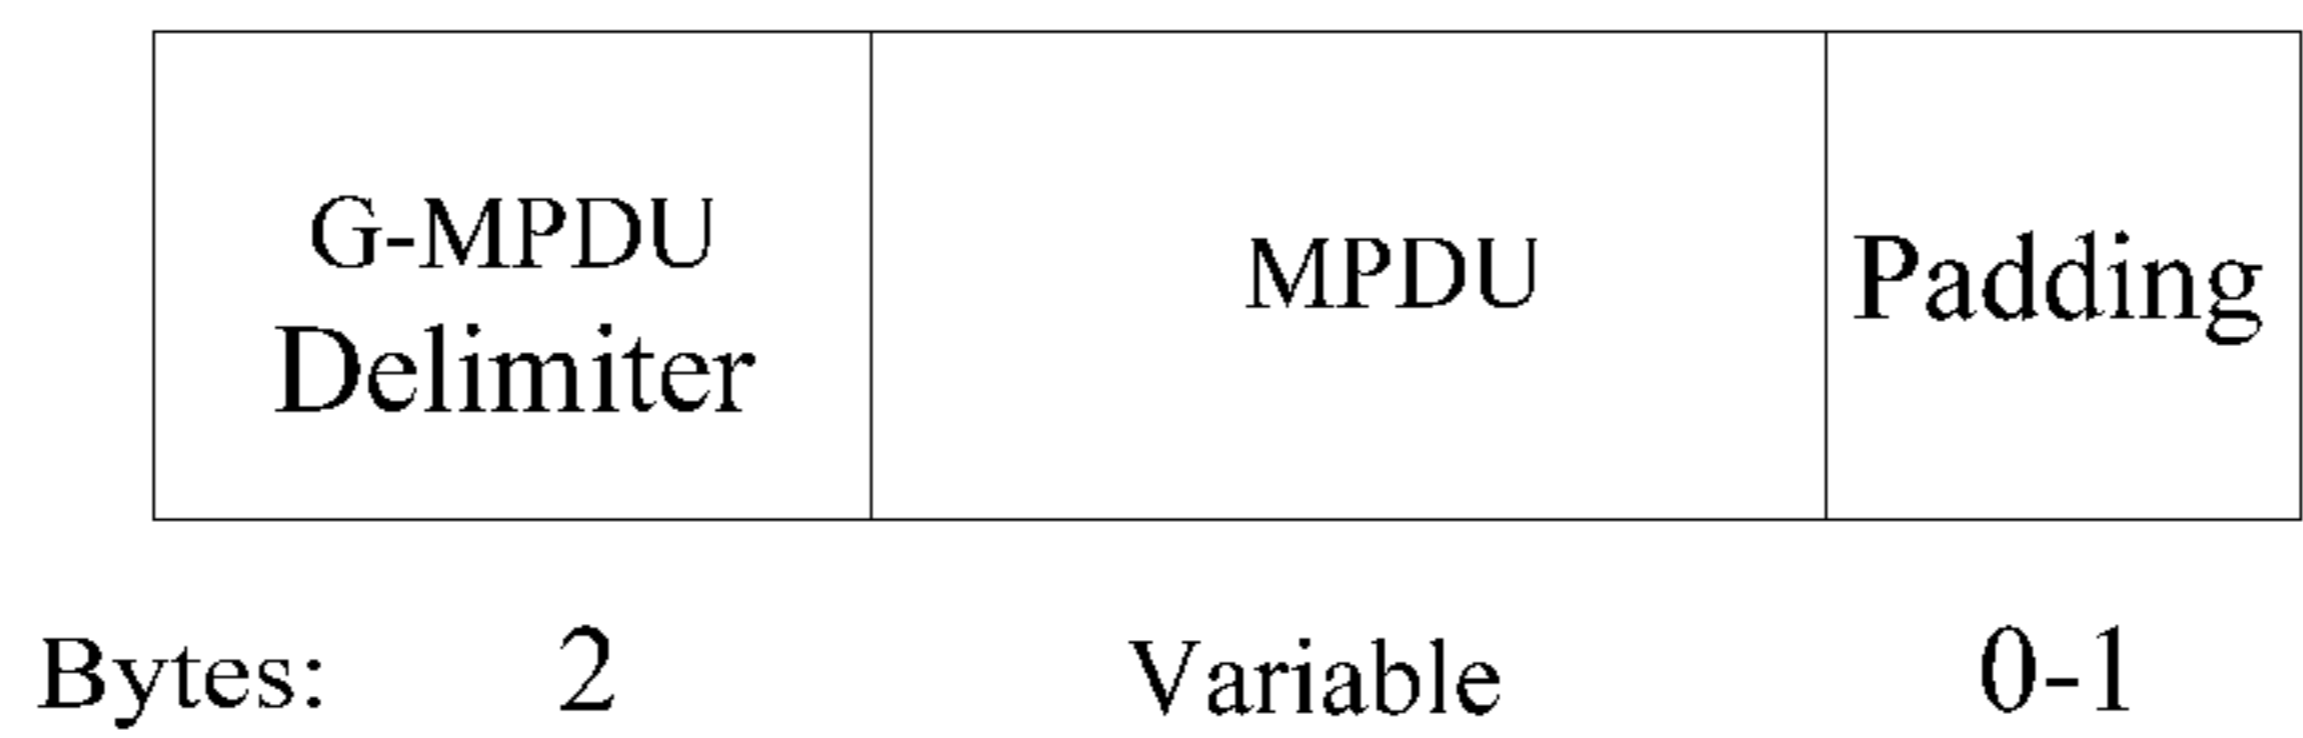 G-MPDU
Delimiter
MPDU
Padding
Bytes: 2 Variable 0-1